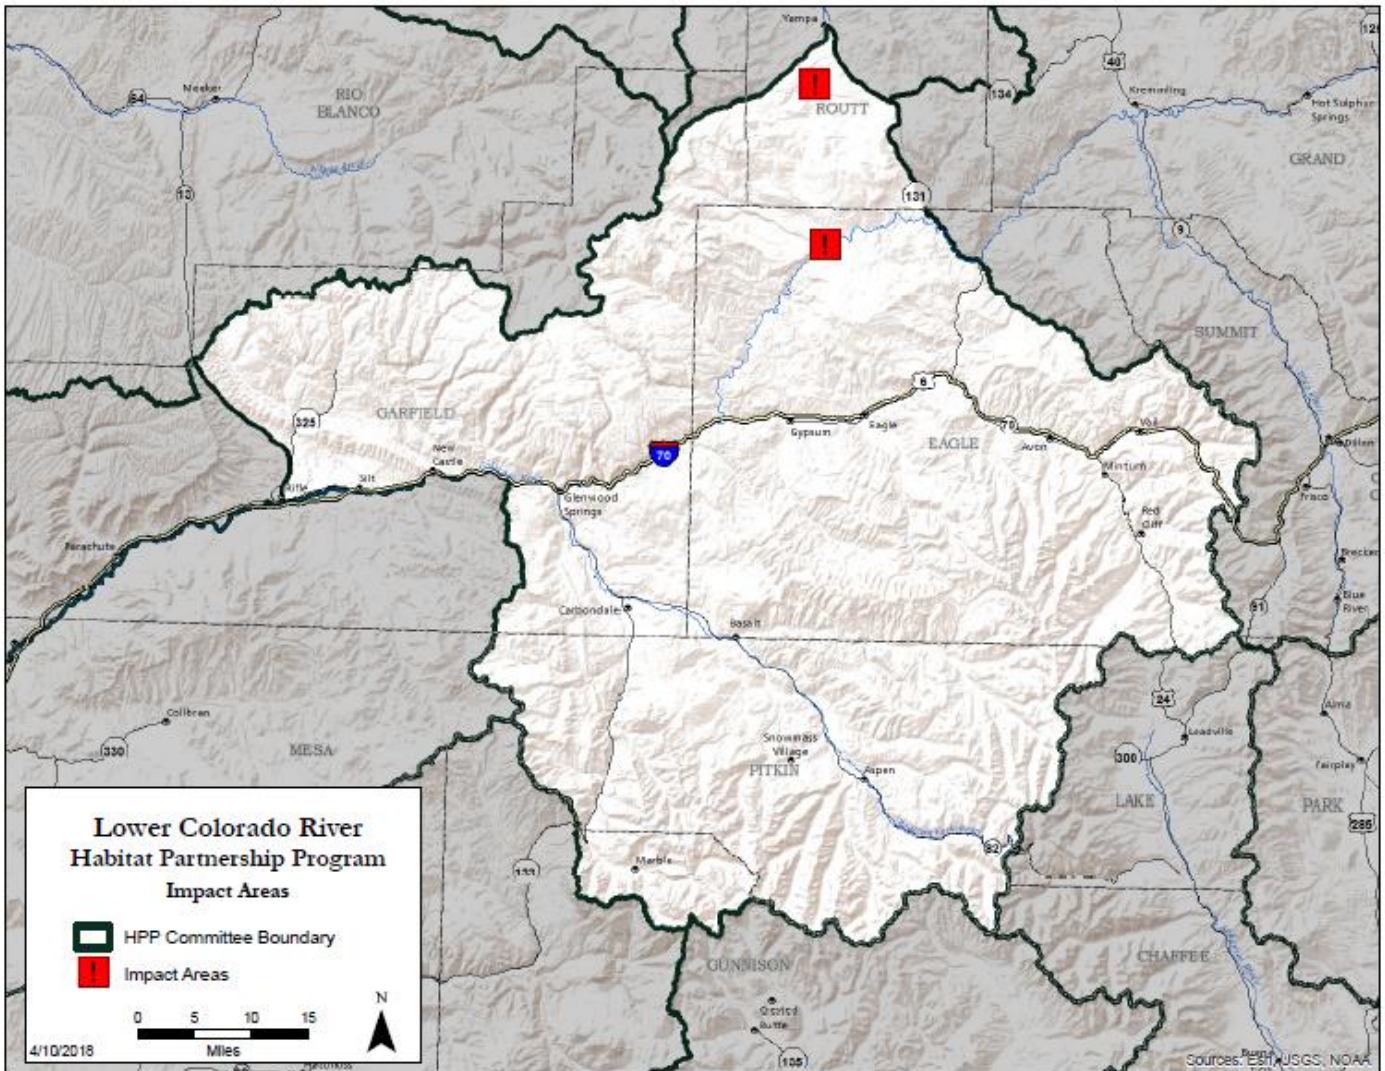 Yampa
40
Meeker
64
RIO
BLANCO
ROUTT
134
Kremmling
Hot Sulphur
Springs
GRAND
13
131
9
SUMMIT
6
325
GARFIELD
New
Castle
Silt
Rifle
70
Gypsum
Eagle
EAGLE
70
Avon
Vail
Minturn
Dillon
Frisco
Glenwood
Springs
Red
Cliff
Parachute
Carbondale
Basalt
91
Blue
River
24
Alma
Leadville
Collbran
330
MESA
Snowmass
Village
PITKIN
Aspen
300
LAKE
Fairplay
PARK
285
82
Marble
133
GUNNISON
CHAFFEE
Crested
Butte
135
Lower Colorado River
Habitat Partnership Program
Impact Areas
HPP Committee Boundary
! Impact Areas
0 5 10 15
Miles
N
4/10/2018
Sources: Esri, USGS, NOAA